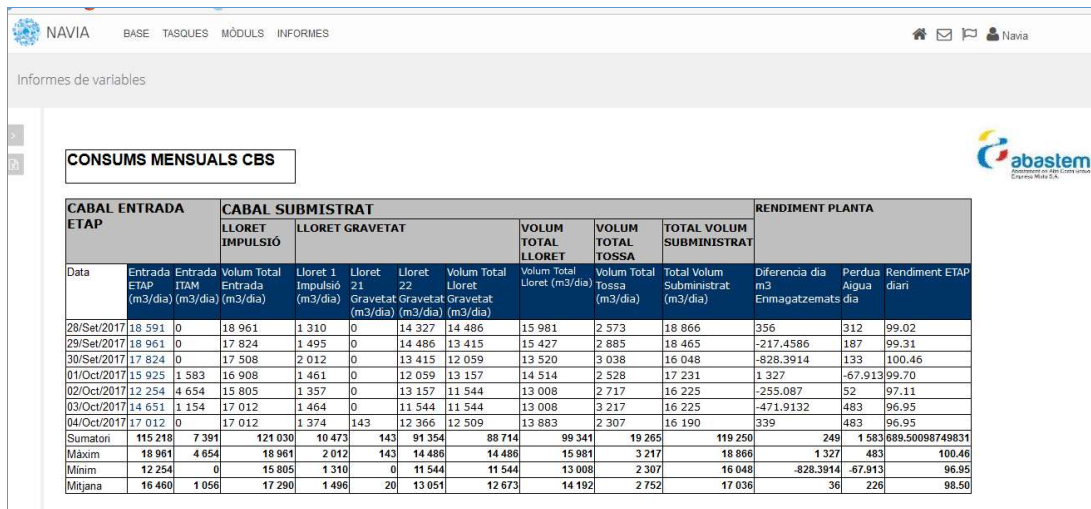 NAVIA BASE TASQUES MÒDULS INFORMES Navia
Informes de variables
abastem
CONSUMS MENSUALS CBS
CABAL ENTRADA ETAP CABAL SUBMISTRAT RENDIMENT PLANTA
LLORET IMPULSIÓ LLORET GRAVETAT VOLUM TOTAL LLORET VOLUM TOTAL TOSSA TOTAL VOLUM SUBMINISTRAT
Data Entrada ETAP (m3/dia) Entrada ITAM (m3/dia) Volum Total Entrada (m3/dia) Lloret 1 Impulsió (m3/dia) Lloret 21 Gravetat (m3/dia) Lloret 22 Gravetat (m3/dia) Volum Total Lloret Gravetat (m3/dia) Volum Total Lloret (m3/dia) Volum Total Tossa (m3/dia) Total Volum Subministrat (m3/dia) Diferencia dia m3 Enmagatzemats Perdua Aigua dia Rendiment ETAP diari
28/Set/2017 18 591 0 18 961 1 310 0 14 327 14 486 15 981 2 573 18 866 356 312 99.02
29/Set/2017 18 961 0 17 824 1 495 0 14 486 13 415 15 427 2 885 18 465 -217.4586 187 99.31
30/Set/2017 17 824 0 17 508 2 012 0 13 415 12 059 13 520 3 038 16 048 -828.3914 133 100.46
01/Oct/2017 15 925 1 583 16 908 1 461 0 12 059 13 157 14 514 2 528 17 231 1 327 -67.913 99.70
02/Oct/2017 12 254 4 654 15 805 1 357 0 13 157 11 544 13 008 2 717 16 225 -255.087 52 97.11
03/Oct/2017 14 651 1 154 17 012 1 464 0 11 544 11 544 13 008 3 217 16 225 -471.9132 483 96.95
04/Oct/2017 17 012 0 17 012 1 374 143 12 366 12 509 13 883 2 307 16 190 339 483 96.95
Sumatori 115 218 7 391 121 030 10 473 143 91 354 88 714 99 341 19 265 119 250 249 1 583 689.50098749831
Màxim 18 961 4 654 18 961 2 012 143 14 486 14 486 15 981 3 217 18 866 1 327 483 100.46
Mínim 12 254 0 15 805 1 310 0 11 544 11 544 13 008 2 307 16 048 -828.3914 -67.913 96.95
Mitjana 16 460 1 056 17 290 1 496 20 13 051 12 673 14 192 2 752 17 036 36 226 98.50